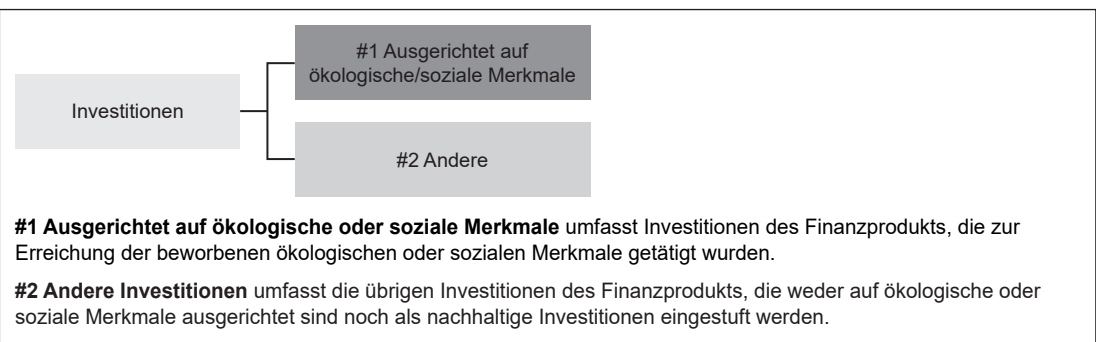 #1 Ausgerichtet auf
ökologische/soziale Merkmale
Investitionen
#2 Andere
#1 Ausgerichtet auf ökologische oder soziale Merkmale umfasst Investitionen des Finanzprodukts, die zur
Erreichung der beworbenen ökologischen oder sozialen Merkmale getätigt wurden.
#2 Andere Investitionen umfasst die übrigen Investitionen des Finanzprodukts, die weder auf ökologische oder
soziale Merkmale ausgerichtet sind noch als nachhaltige Investitionen eingestuft werden.